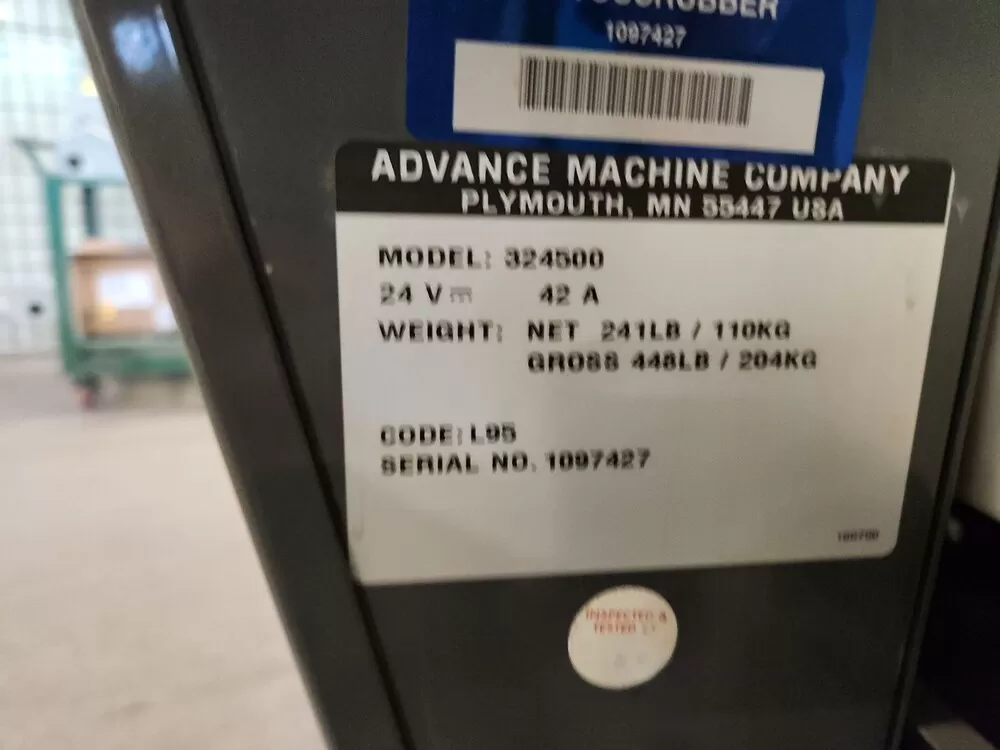 1097427
ADVANCE MACHINE COMPANY
PLYMOUTH, MN 55447 USA
MODEL: 324500
24 V 42 A
WEIGHT: NET 241LB / 110KG
GROSS 448LB / 204KG
CODE: L95
SERIAL NO. 1097427
INSPECTED &
TESTED